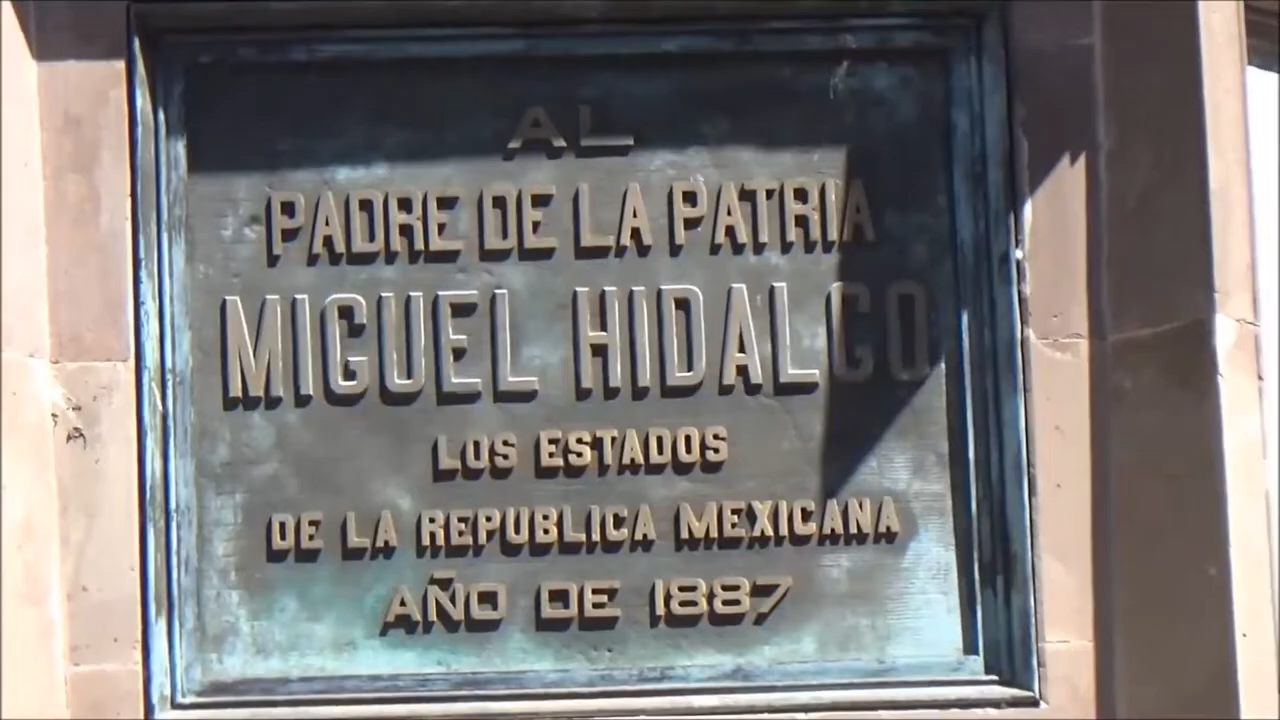 AL
PADRE DE LA PATRIA
MIGUEL HIDALGO
LOS ESTADOS
DE LA REPUBLICA MEXICANA
AÑO DE 1887